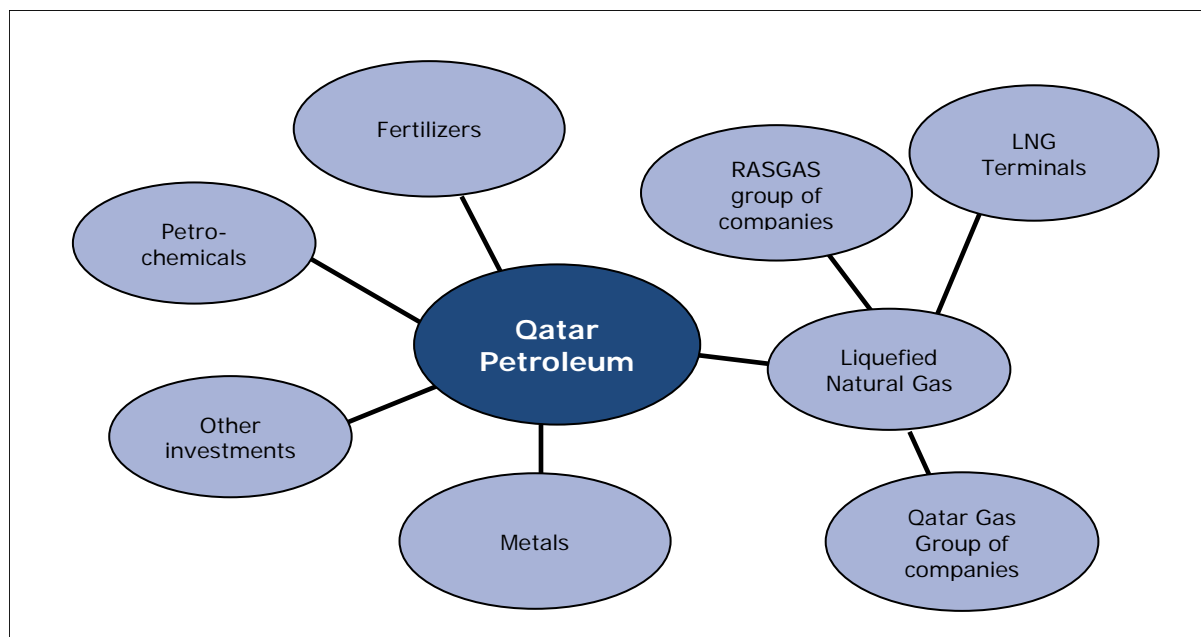 Fertilizers
LNG
Terminals
RASGAS
group of
companies
Petro-
chemicals
Qatar
Petroleum
Liquefied
Natural Gas
Other
investments
Metals
Qatar Gas
Group of
companies